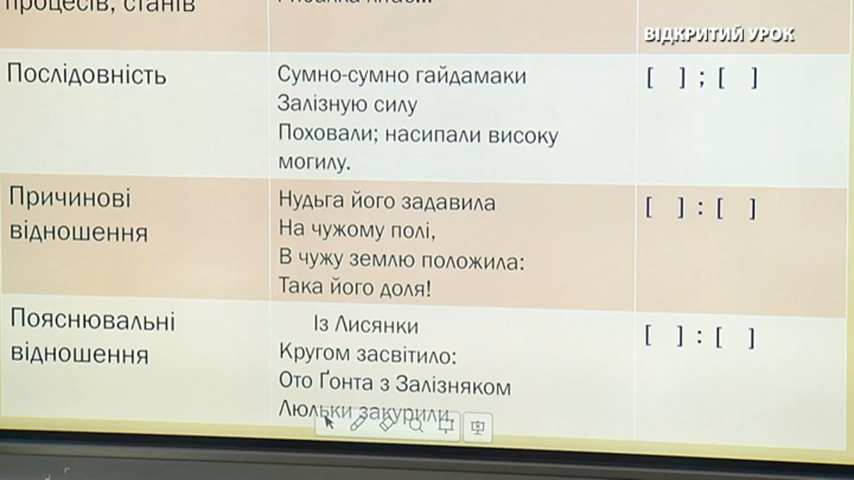 процесів, станів
ВІДКРИТИЙ УРОК
Послідовність
Сумно-сумно гайдамаки
Залізную силу
Поховали; насипали високу
могилу.
[ ] ; [ ]
Причинові
відношення
Нудьга його задавила
На чужому полі,
В чужу землю положила:
Така його доля!
[ ] : [ ]
Пояснювальні
відношення
Із Лисянки
Кругом засвітило:
Ото Ґонта з Залізняком
Люльки закурили.
[ ] : [ ]